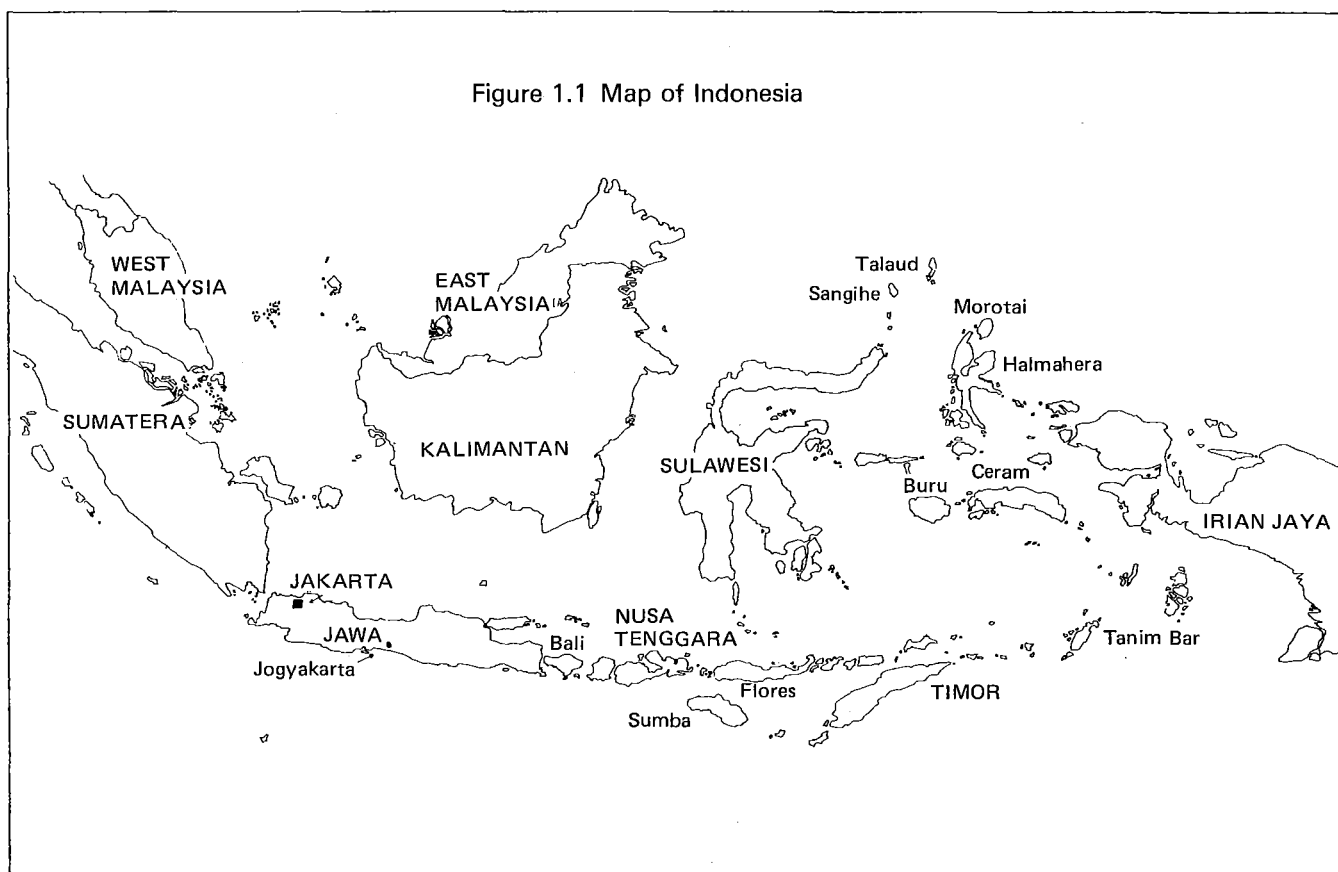 Figure 1.1 Map of Indonesia
WEST
MALAYSIA
EAST
MALAYSIA
Talaud
Sangihe
Morotai
Halmahera
SUMATERA
KALIMANTAN
SULAWESI
Buru
Ceram
IRIAN JAYA
JAKARTA
JAWA
Jogyakarta
Bali
NUSA
TENGGARA
Flores
Sumba
TIMOR
Tanim Bar